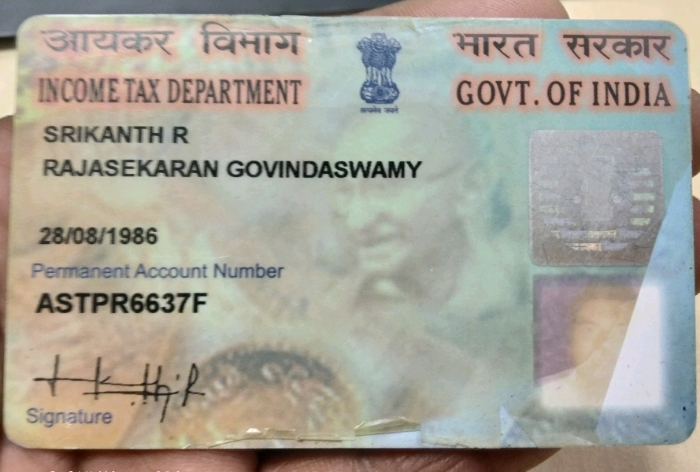 आयकर विभाग
भारत सरकार
INCOME TAX DEPARTMENT
GOVT. OF INDIA
सत्यमेव जयते
SRIKANTH R
RAJASEKARAN GOVINDASWAMY
28/08/1986
Permanent Account Number
ASTPR6637F
Signature